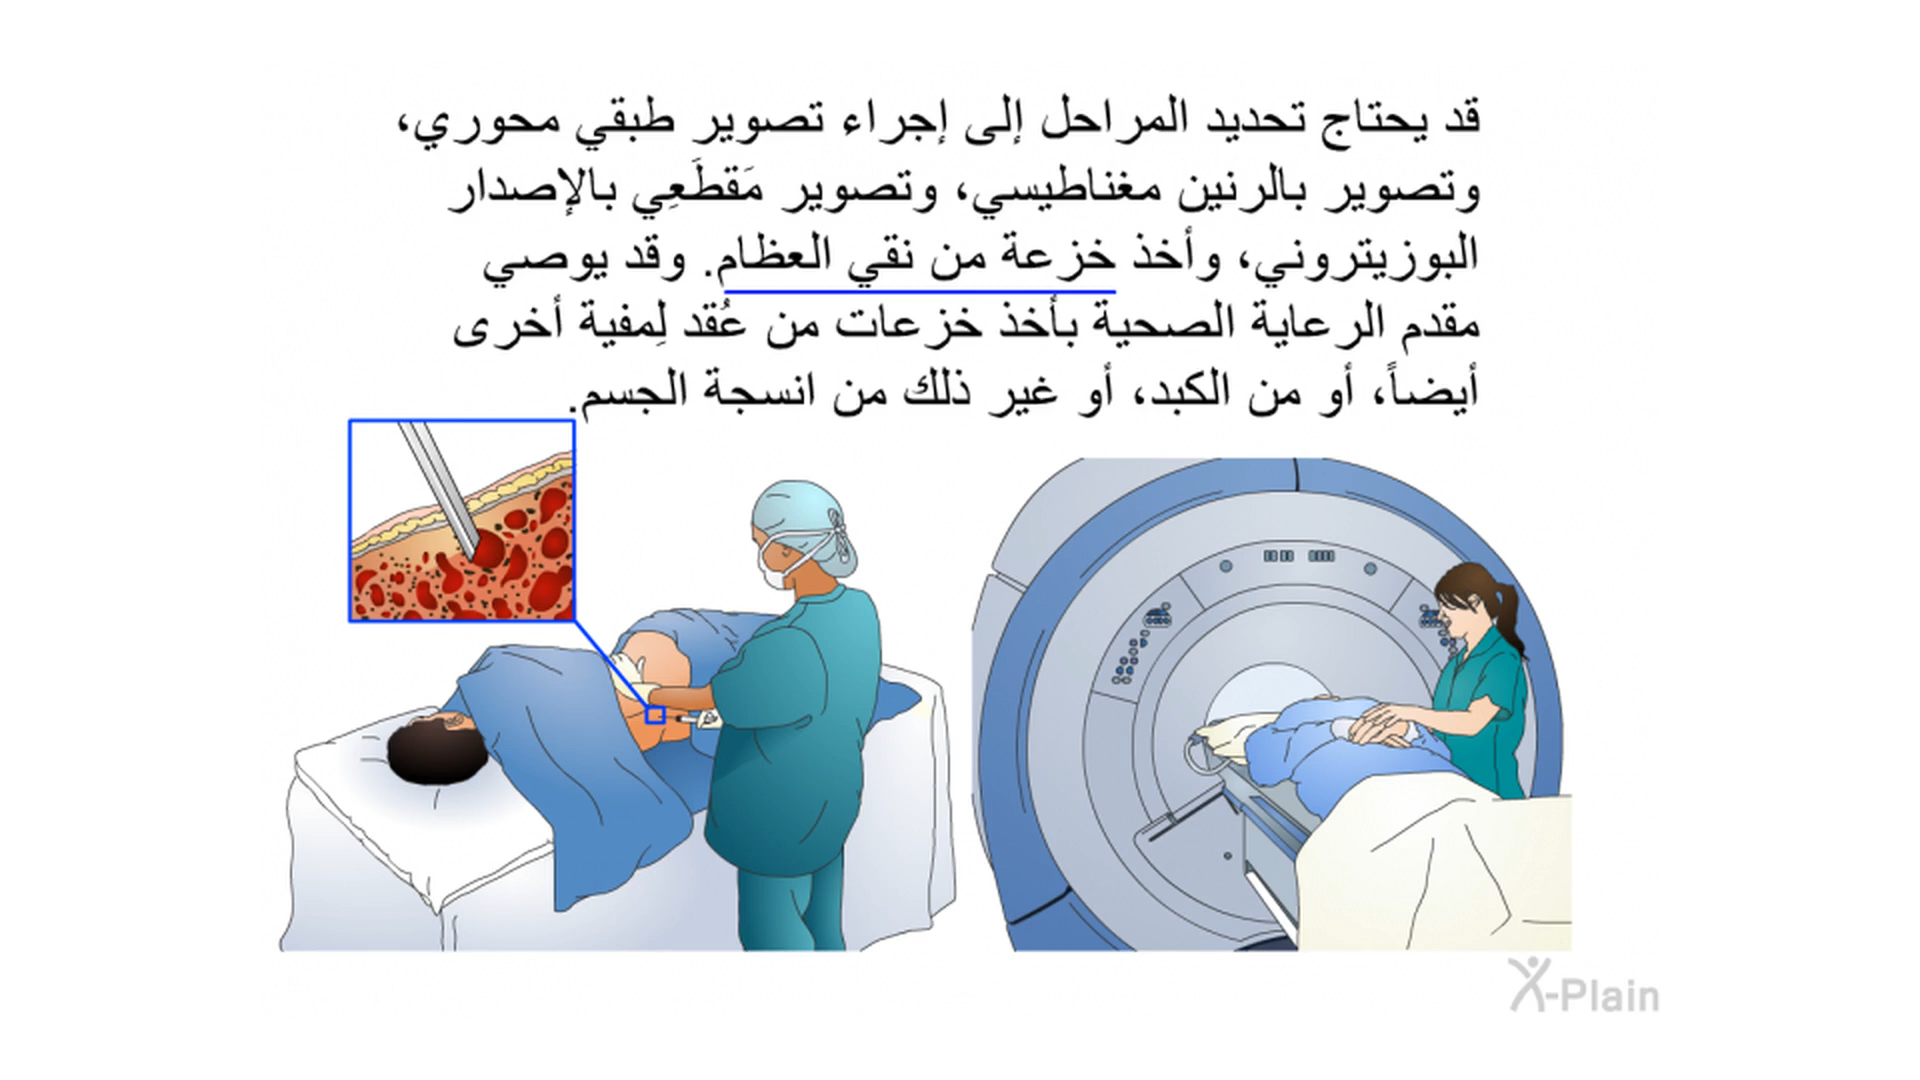 قد يحتاج تحديد المراحل إلى إجراء تصوير طبقي محوري،
وتصوير بالرنين مغناطيسي، وتصوير مَقطَعِي بالإصدار
البوزيتروني، وأخذ خزعة من نقي العظام. وقد يوصي
مقدم الرعاية الصحية بأخذ خزعات من عُقد لِمفية أخرى
أيضاً، أو من الكبد، أو غير ذلك من انسجة الجسم.
X-Plain